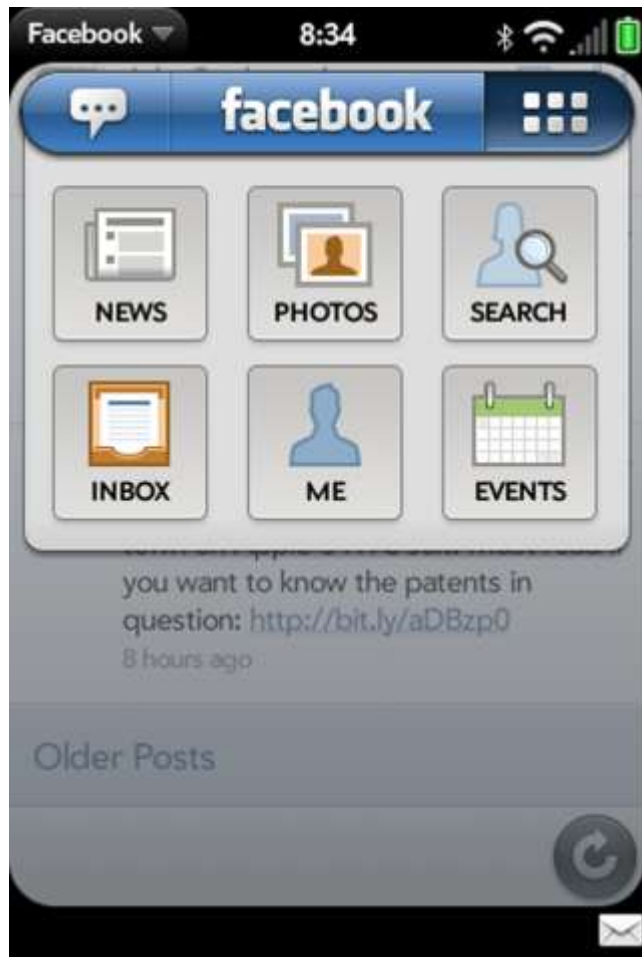 Facebook 8:34
facebook
NEWS PHOTOS SEARCH
INBOX ME EVENTS
you want to know the patents in
question: http://bit.ly/aDBzp0
8 hours ago
Older Posts